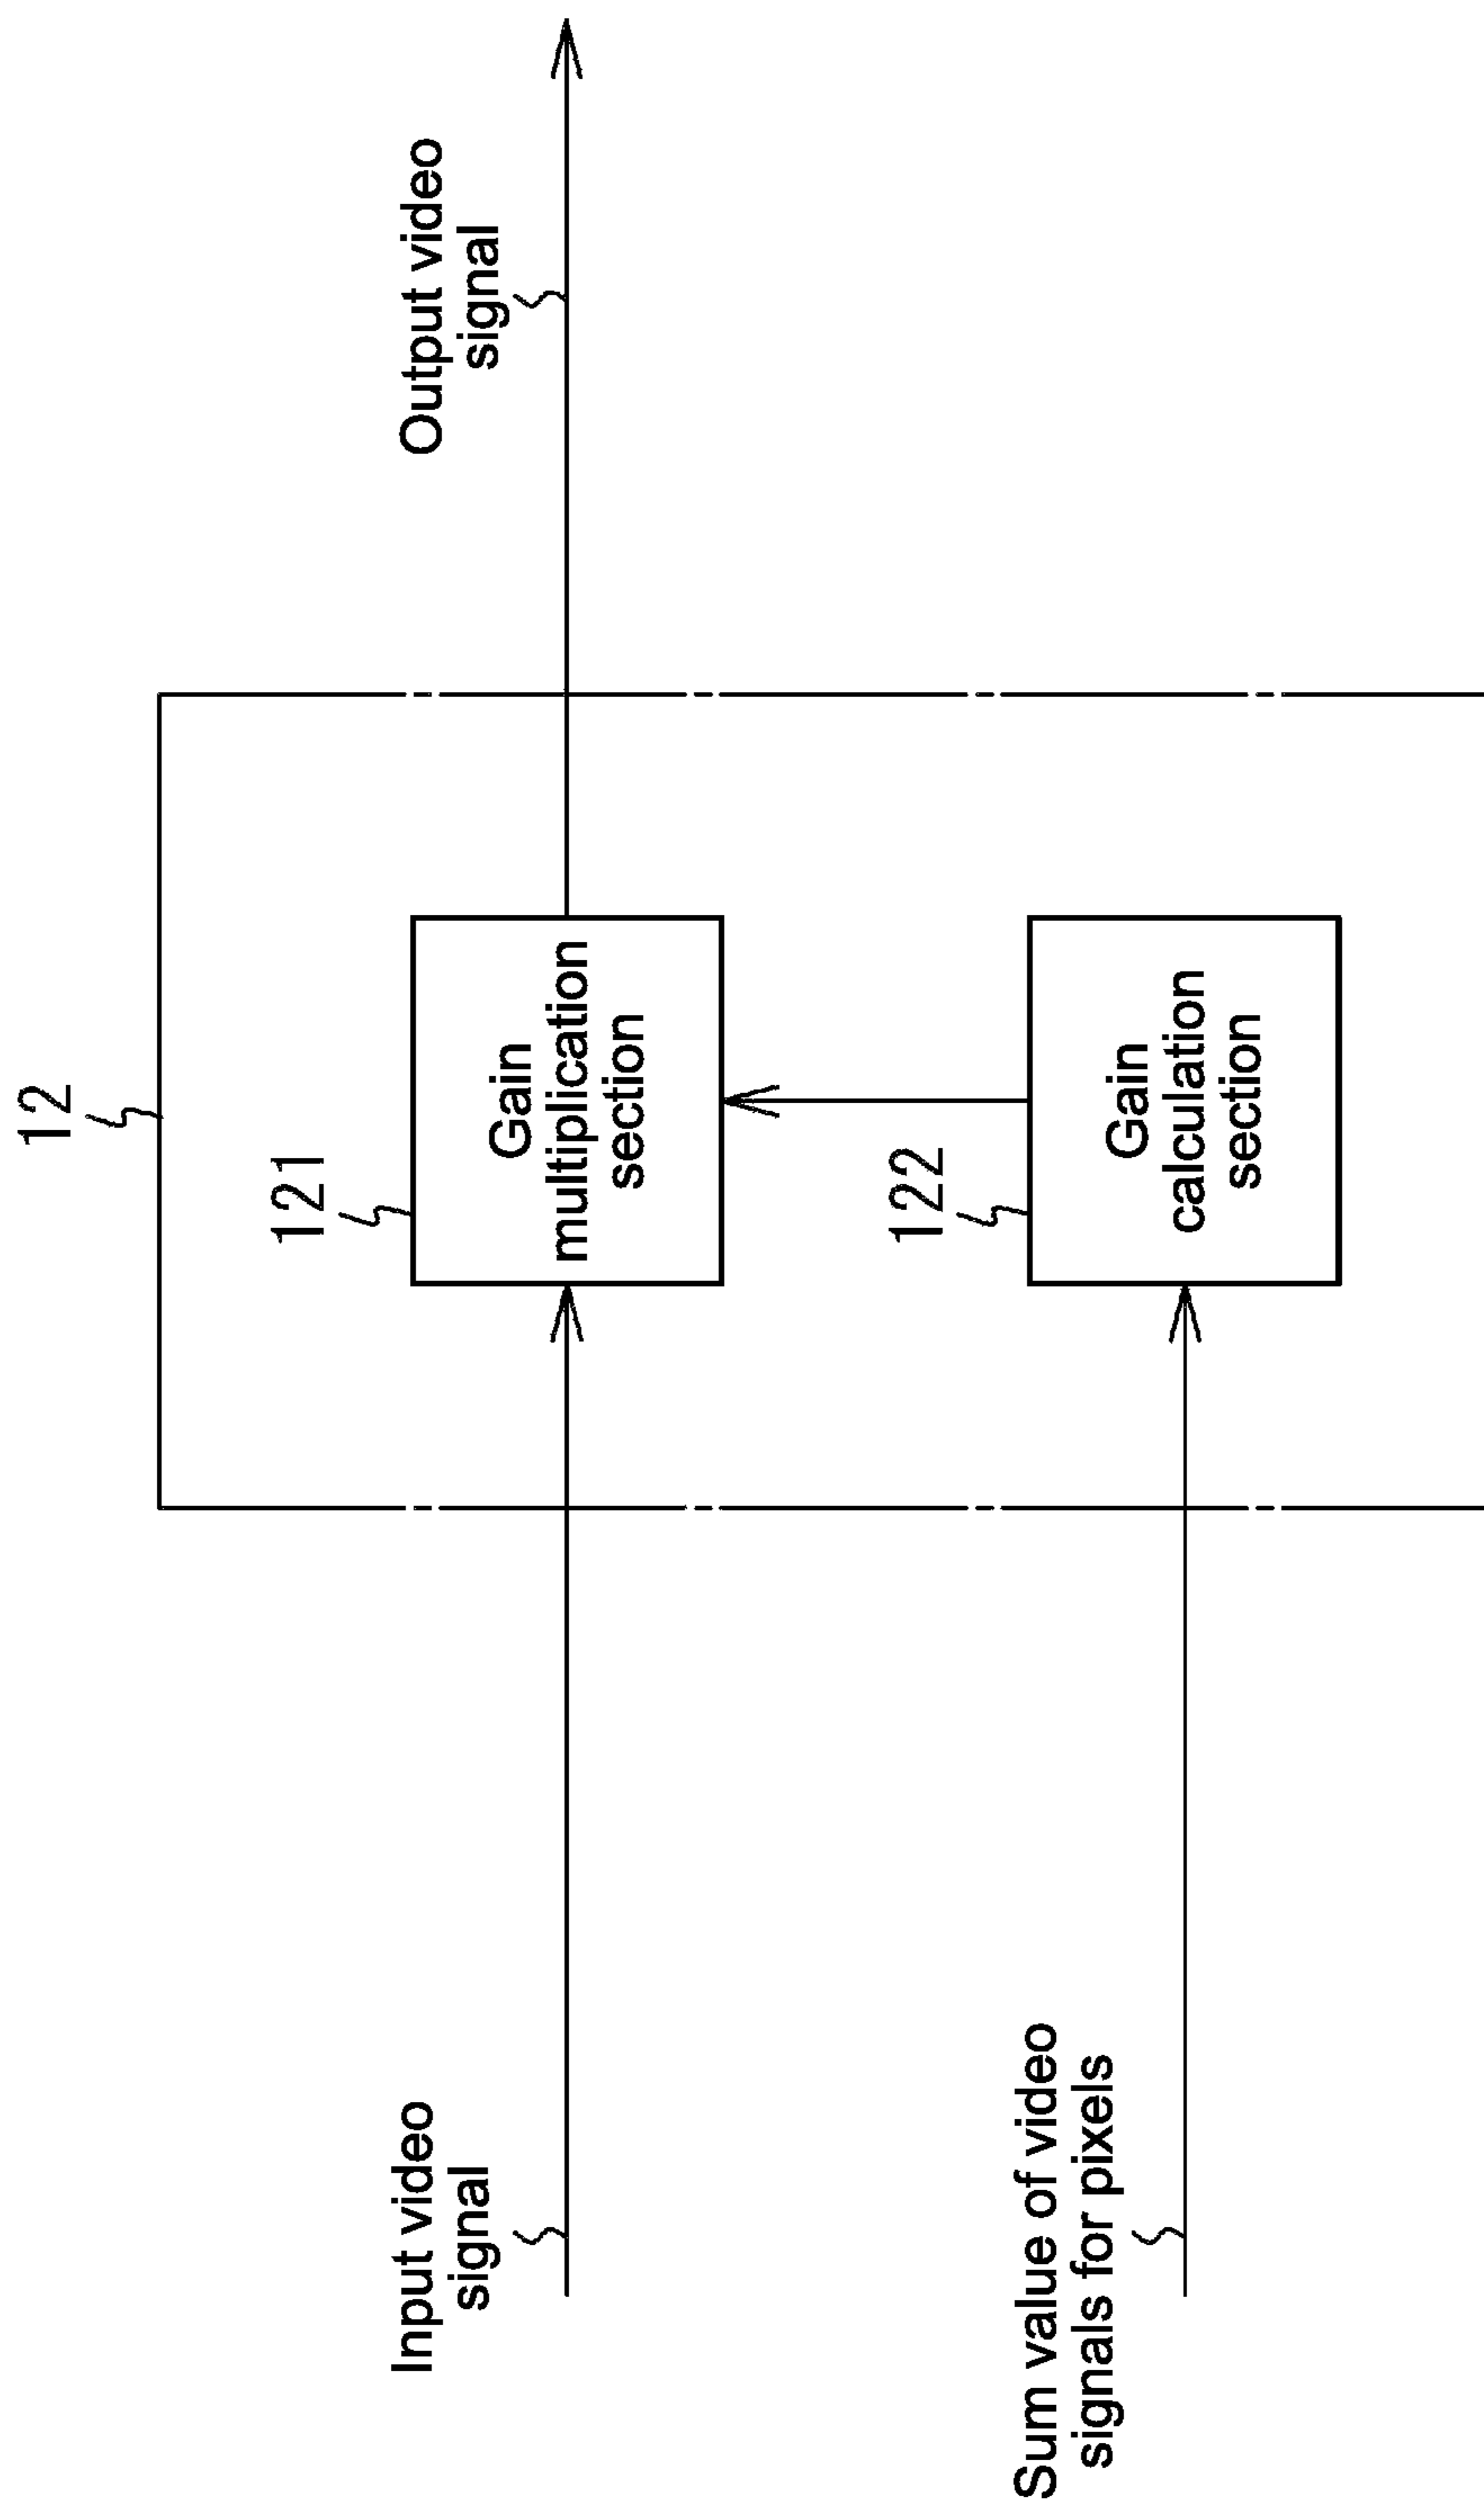 12
Input video
signal
121
Gain
multiplication
section
Output video
signal
Sum value of video
signals for pixels
122
Gain
calculation
section